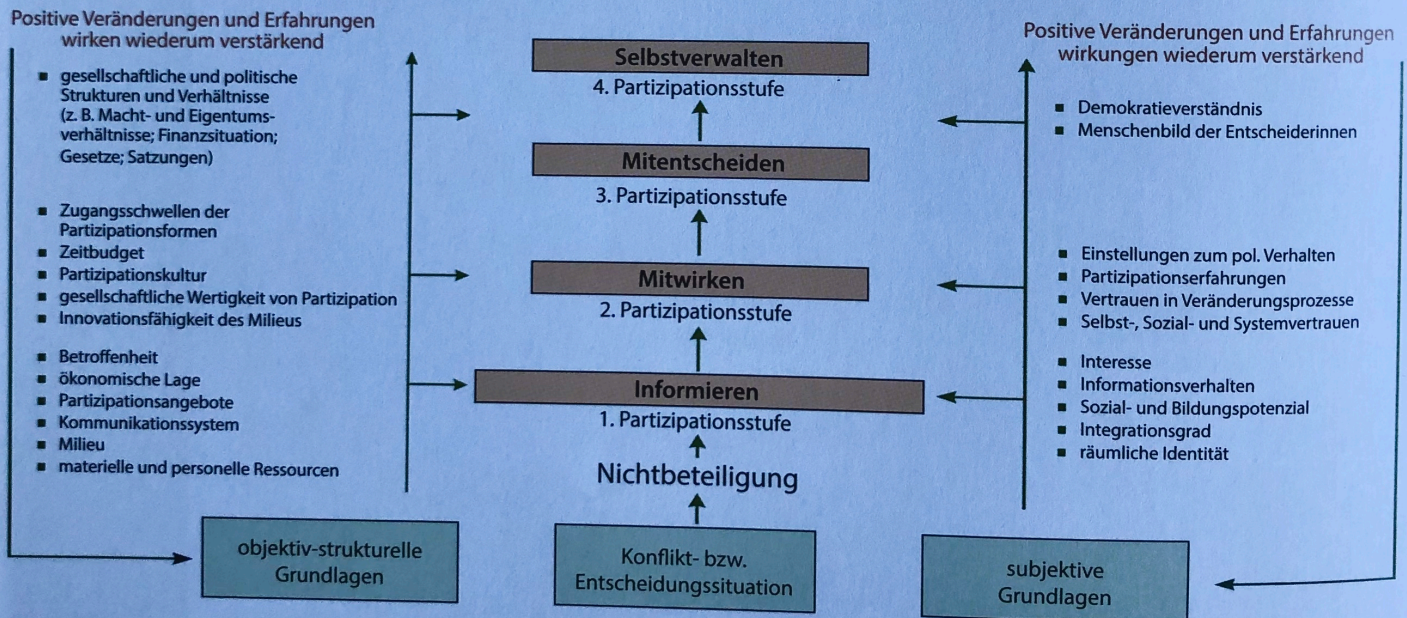 Positive Veränderungen und Erfahrungen
wirken wiederum verstärkend
▪ gesellschaftliche und politische
Strukturen und Verhältnisse
(z. B. Macht- und Eigentums-
verhältnisse; Finanzsituation;
Gesetze; Satzungen)
▪ Zugangsschwellen der
Partizipationsformen
▪ Zeitbudget
▪ Partizipationskultur
▪ gesellschaftliche Wertigkeit von Partizipation
▪ Innovationsfähigkeit des Milieus
▪ Betroffenheit
▪ ökonomische Lage
▪ Partizipationsangebote
▪ Kommunikationssystem
▪ Milieu
▪ materielle und personelle Ressourcen
objektiv-strukturelle
Grundlagen
Selbstverwalten
4. Partizipationsstufe
Mitentscheiden
3. Partizipationsstufe
Mitwirken
2. Partizipationsstufe
Informieren
1. Partizipationsstufe
Nichtbeteiligung
Konflikt- bzw.
Entscheidungssituation
Positive Veränderungen und Erfahrungen
wirkungen wiederum verstärkend
▪ Demokratieverständnis
▪ Menschenbild der Entscheiderinnen
▪ Einstellungen zum pol. Verhalten
▪ Partizipationserfahrungen
▪ Vertrauen in Veränderungsprozesse
▪ Selbst-, Sozial- und Systemvertrauen
▪ Interesse
▪ Informationsverhalten
▪ Sozial- und Bildungspotenzial
▪ Integrationsgrad
▪ räumliche Identität
subjektive
Grundlagen